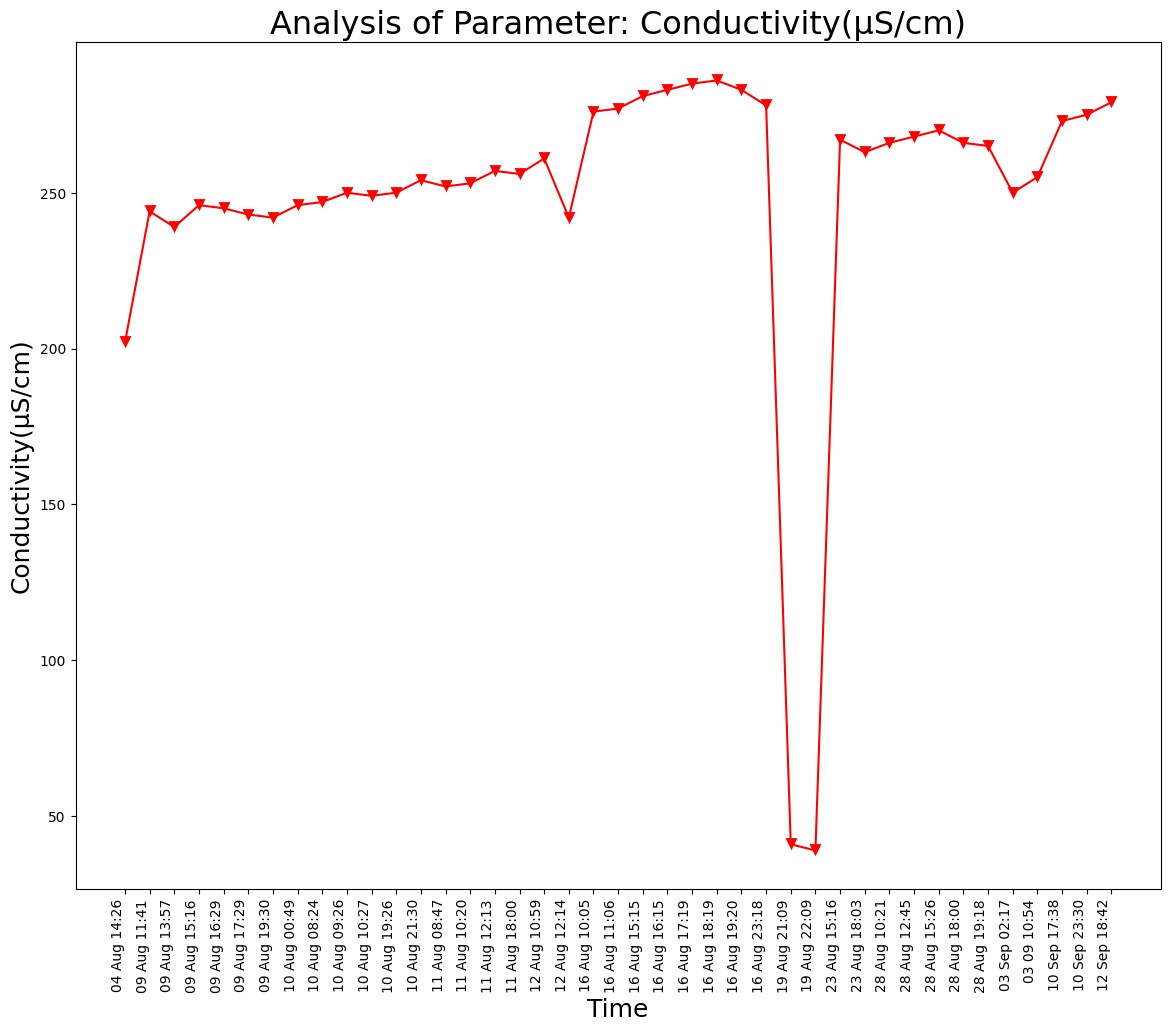 Analysis of Parameter: Conductivity(μS/cm)
Conductivity(μS/cm)
250
200
150
100
50
04 Aug 14:26
09 Aug 11:41
09 Aug 13:57
09 Aug 15:16
09 Aug 16:29
09 Aug 17:29
09 Aug 19:30
10 Aug 00:49
10 Aug 08:24
10 Aug 09:26
10 Aug 10:27
10 Aug 19:26
10 Aug 21:30
11 Aug 08:47
11 Aug 10:20
11 Aug 12:13
11 Aug 18:00
12 Aug 10:59
12 Aug 12:14
16 Aug 10:05
16 Aug 11:06
16 Aug 15:15
16 Aug 16:15
16 Aug 17:19
16 Aug 18:19
16 Aug 19:20
16 Aug 23:18
19 Aug 21:09
19 Aug 22:09
23 Aug 15:16
23 Aug 18:03
28 Aug 10:21
28 Aug 12:45
28 Aug 15:26
28 Aug 18:00
28 Aug 19:18
03 Sep 02:17
03 09 10:54
10 Sep 17:38
10 Sep 23:30
12 Sep 18:42
Time